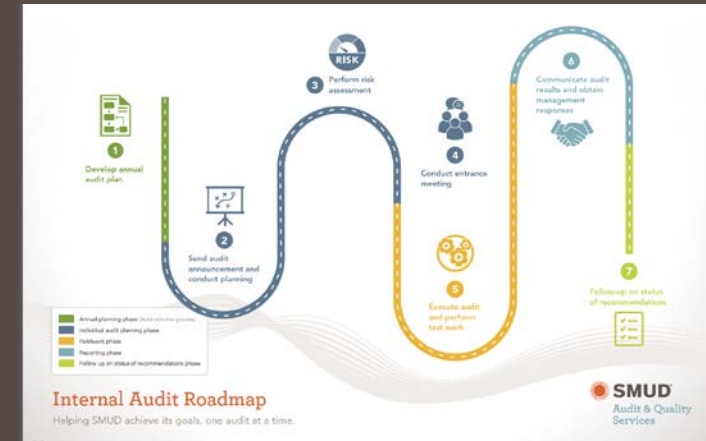 RISK
3 Perform risk
assessment
6
Communicate audit
results and obtain
management
responses
1
Develop annual
audit plan
4
Conduct entrance
meeting
2
Send audit
announcement and
conduct planning
5
Execute audit
and perform
test work
7
Follow-up on status
of recommendations
Annual planning phase
Individual audit planning phase
Fieldwork phase
Reporting phase
Follow up on status of recommendations phase
Internal Audit Roadmap
Helping SMUD achieve its goals, one audit at a time.
SMUD
Audit & Quality
Services